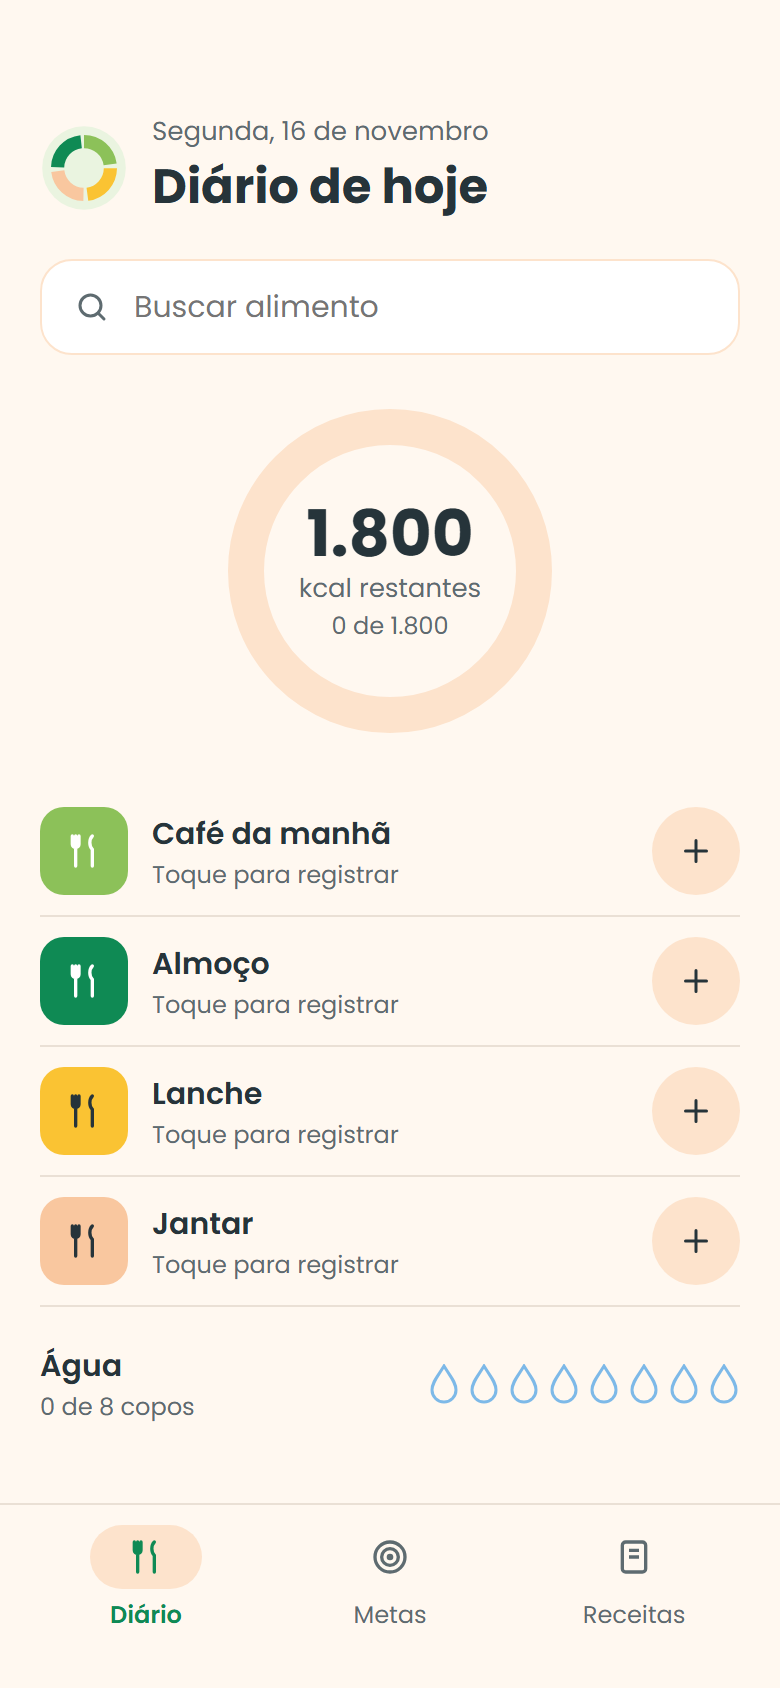 Segunda, 16 de novembro
Diário de hoje
Buscar alimento
1.800
kcal restantes
0 de 1.800
Café da manhã
Toque para registrar
Almoço
Toque para registrar
Lanche
Toque para registrar
Jantar
Toque para registrar
Água
0 de 8 copos
Diário
Metas
Receitas